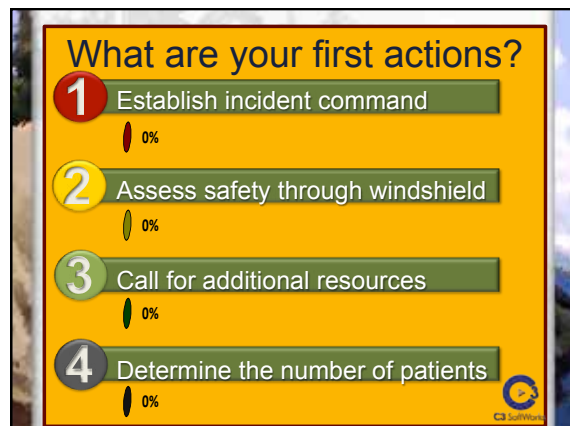 What are your first actions?
1 Establish incident command
0%
2 Assess safety through windshield
0%
3 Call for additional resources
0%
4 Determine the number of patients
0%
C3 SoftWorks